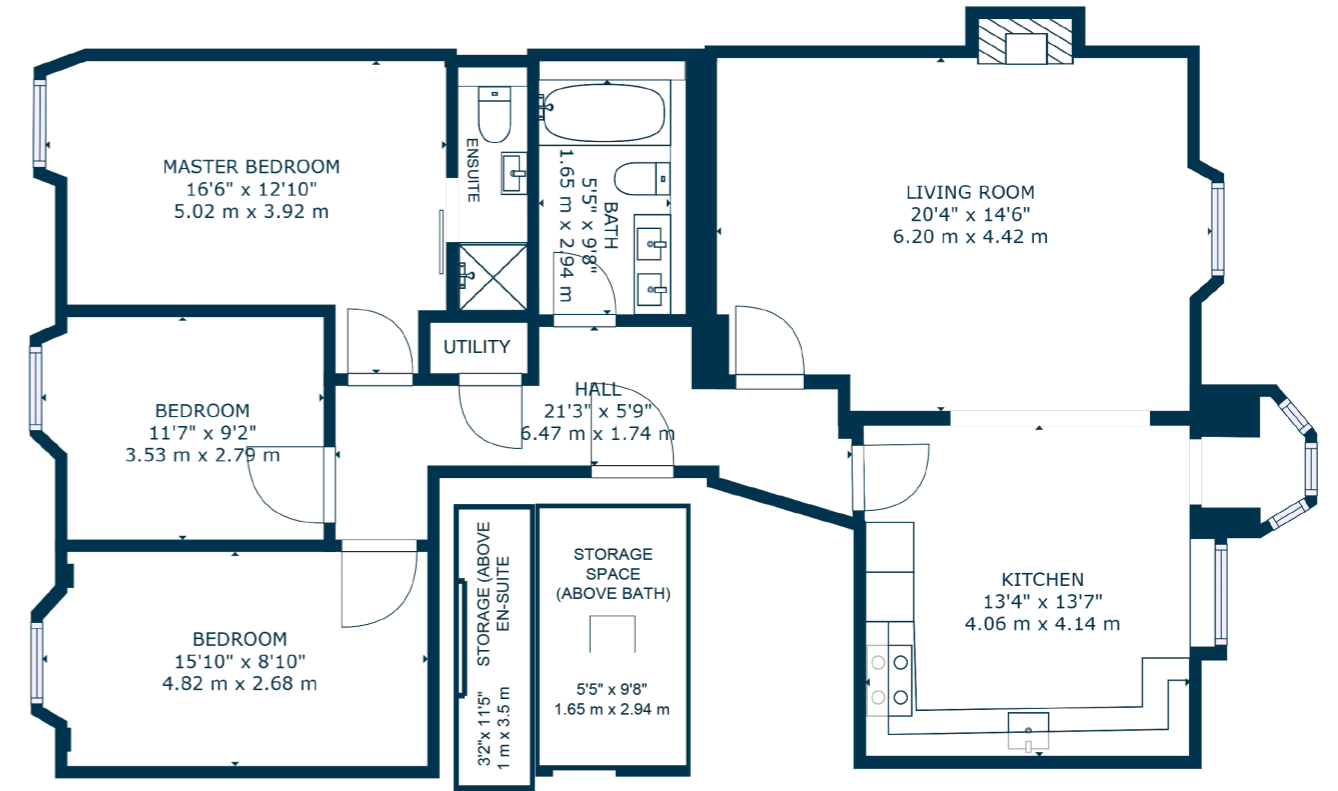 MASTER BEDROOM
16'6" x 12'10"
5.02 m x 3.92 m
ENSUITE
BATH
5'5" x 9'8"
1.65 m x 2.94 m
LIVING ROOM
20'4" x 14'6"
6.20 m x 4.42 m
UTILITY
HALL
21'3" x 5'9"
6.47 m x 1.74 m
BEDROOM
11'7" x 9'2"
3.53 m x 2.79 m
BEDROOM
15'10" x 8'10"
4.82 m x 2.68 m
STORAGE (ABOVE
EN-SUITE
3'2"x 11'5"
1 m x 3.5 m
STORAGE
SPACE
(ABOVE BATH)
5'5" x 9'8"
1.65 m x 2.94 m
KITCHEN
13'4" x 13'7"
4.06 m x 4.14 m